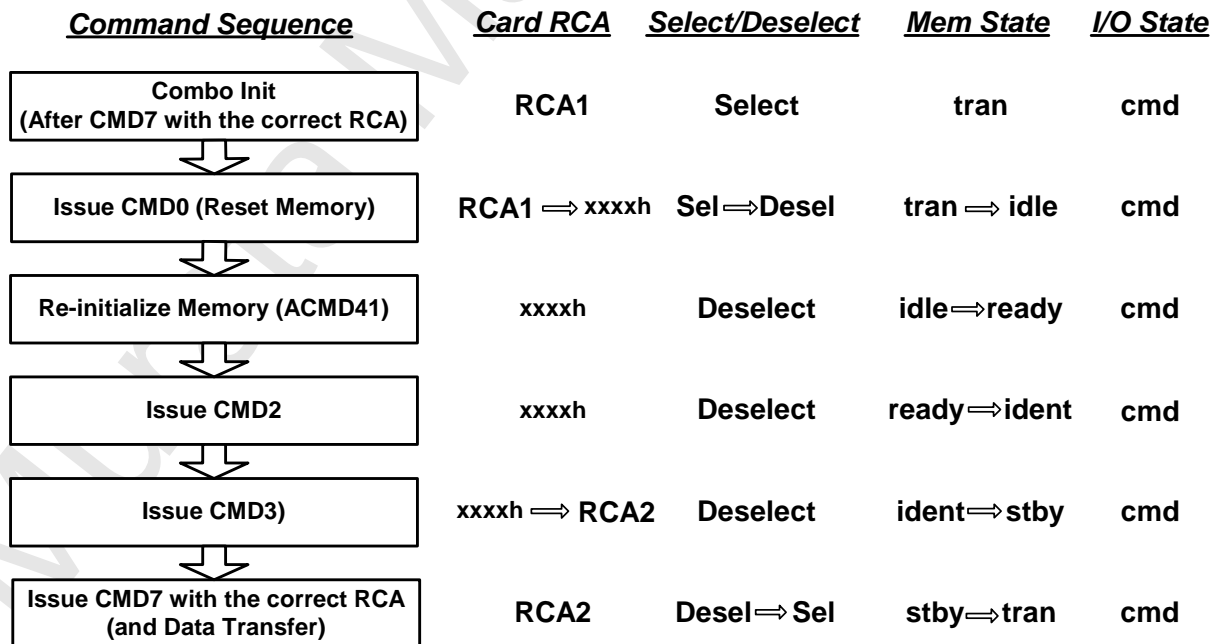 Command Sequence Card RCA Select/Deselect Mem State I/O State
Combo Init
(After CMD7 with the correct RCA) RCA1 Select tran cmd
Issue CMD0 (Reset Memory) RCA1 ⇒ xxxxh Sel⇒Desel tran ⇒ idle cmd
Re-initialize Memory (ACMD41) xxxxh Deselect idle⇒ready cmd
Issue CMD2 xxxxh Deselect ready⇒ident cmd
Issue CMD3) xxxxh ⇒ RCA2 Deselect ident⇒stby cmd
Issue CMD7 with the correct RCA
(and Data Transfer) RCA2 Desel⇒Sel stby⇒tran cmd